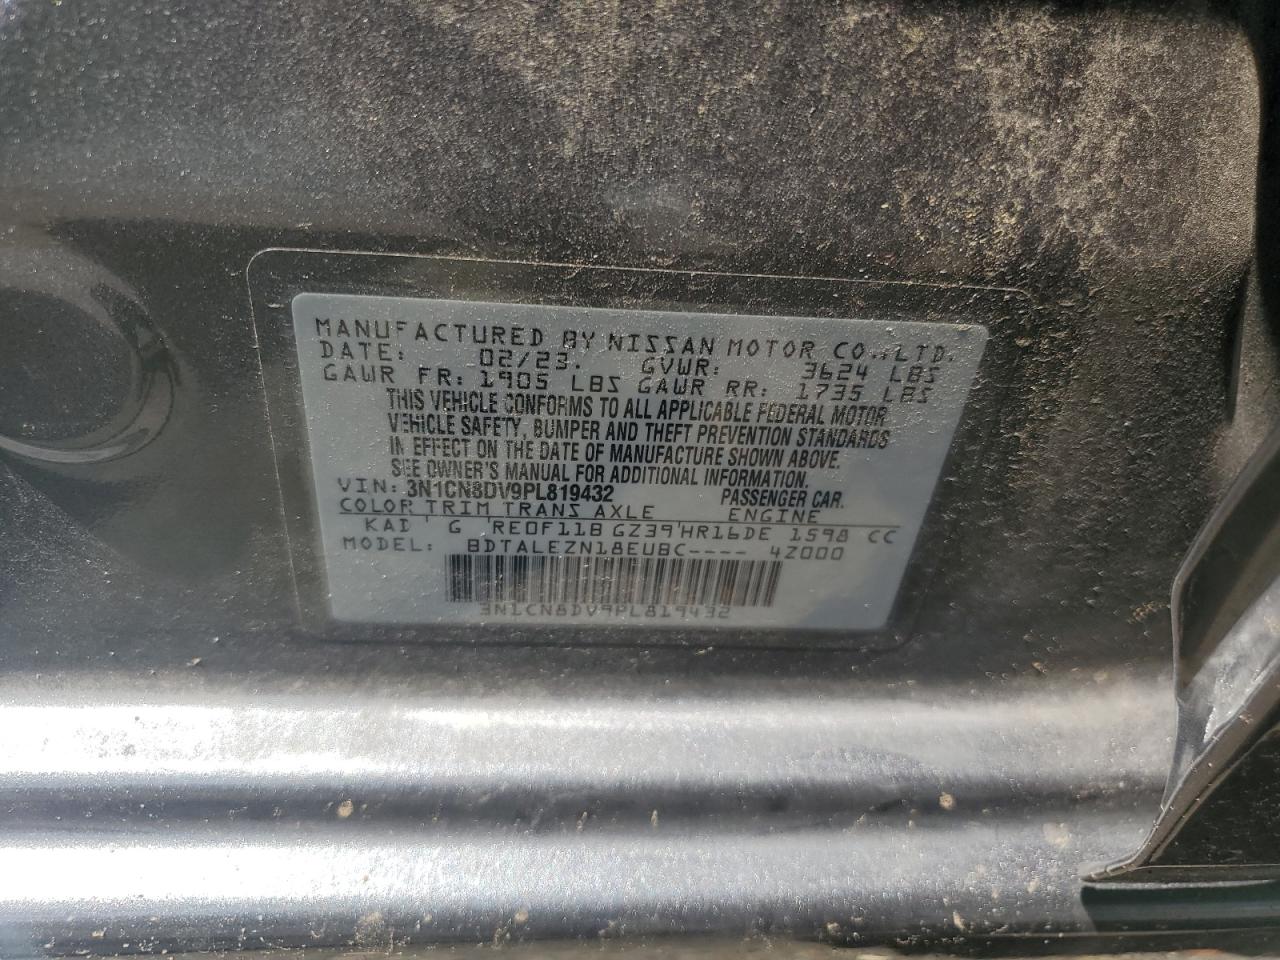 MANUFACTURED BY NISSAN MOTOR CO.,LTD.
DATE: 02/23. GVWR: 3624 LBS
GAWR FR: 1905 LBS GAWR RR: 1735 LBS
THIS VEHICLE CONFORMS TO ALL APPLICABLE FEDERAL MOTOR
VEHICLE SAFETY, BUMPER AND THEFT PREVENTION STANDARDS
IN EFFECT ON THE DATE OF MANUFACTURE SHOWN ABOVE.
SEE OWNER'S MANUAL FOR ADDITIONAL INFORMATION.
VIN: 3N1CN8DV9PL819432 PASSENGER CAR.
COLOR TRIM TRANS AXLE ENGINE
KAD ' G 'RE0F11B GZ39'HR16DE 1598 CC
MODEL: BDTALEZN18EUBC---- 4Z000
3N1CN8DV9PL819432